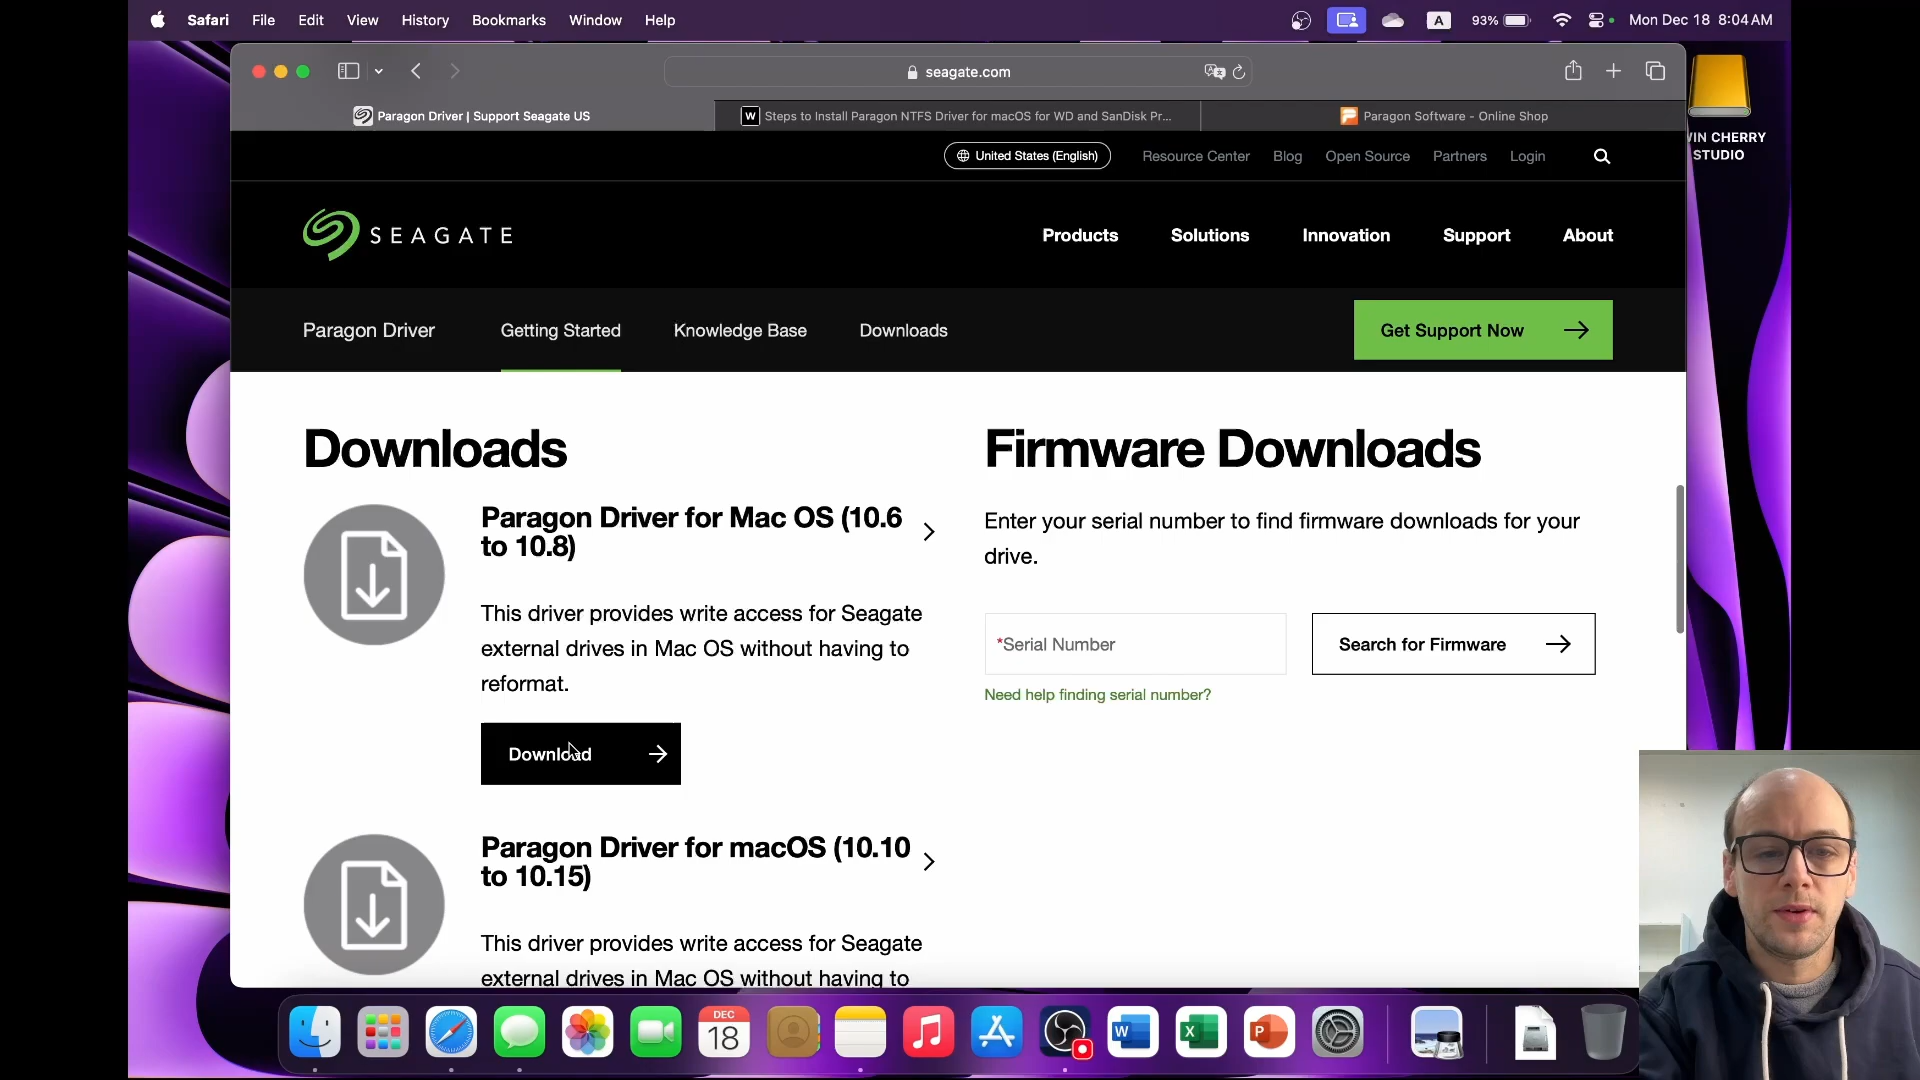 Safari File Edit View History Bookmarks Window Help
A 93% Mon Dec 18 8:04 AM
seagate.com
Paragon Driver | Support Seagate US
W Steps to Install Paragon NTFS Driver for macOS for WD and SanDisk Pr...
Paragon Software - Online Shop
WIN CHERRY
STUDIO
United States (English) Resource Center Blog Open Source Partners Login
SEAGATE
Products Solutions Innovation Support About
Paragon Driver Getting Started Knowledge Base Downloads
Get Support Now
Downloads
Paragon Driver for Mac OS (10.6
to 10.8)
This driver provides write access for Seagate
external drives in Mac OS without having to
reformat.
Download
Paragon Driver for macOS (10.10
to 10.15)
This driver provides write access for Seagate
external drives in Mac OS without having to
Firmware Downloads
Enter your serial number to find firmware downloads for your
drive.
*Serial Number
Search for Firmware
Need help finding serial number?
DEC
18
W
X
P